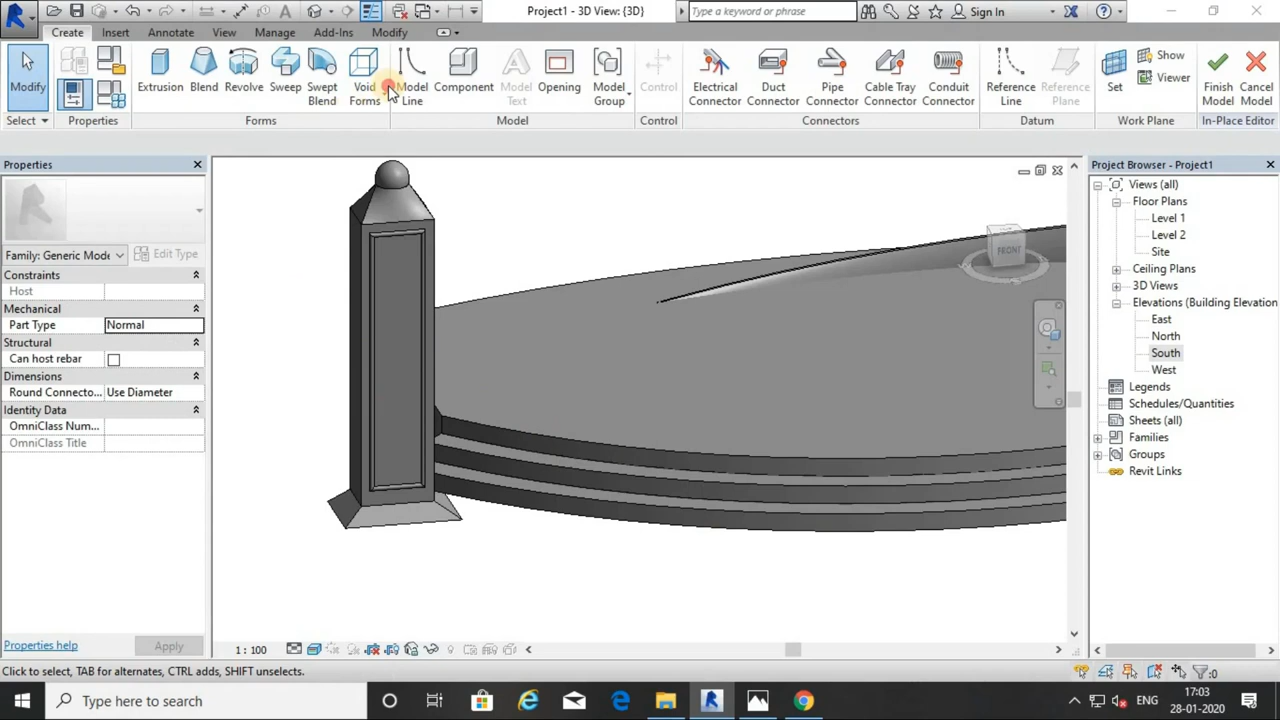 Project1 - 3D View: {3D}
Type a keyword or phrase
Sign In
Create Insert Annotate View Manage Add-Ins Modify
Modify
Extrusion Blend Revolve Sweep Swept Blend Void Forms
Model Line Component Model Text Opening Model Group
Control
Electrical Connector Duct Connector Pipe Connector Cable Tray Connector Conduit Connector
Reference Line Reference Plane
Set Show Viewer
Finish Model Cancel Model
Select Properties Forms Model Control Connectors Datum Work Plane In-Place Editor
Properties
Family: Generic Mode
Edit Type
Constraints
Host
Mechanical
Part Type Normal
Structural
Can host rebar
Dimensions
Round Connecto... Use Diameter
Identity Data
OmniClass Num...
OmniClass Title
Properties help
Apply
FRONT
Project Browser - Project1
Views (all)
Floor Plans
Level 1
Level 2
Site
Ceiling Plans
3D Views
Elevations (Building Elevation
East
North
South
West
Legends
Schedules/Quantities
Sheets (all)
Families
Groups
Revit Links
1 : 100
Click to select, TAB for alternates, CTRL adds, SHIFT unselects.
:0
Type here to search
ENG
17:03
28-01-2020